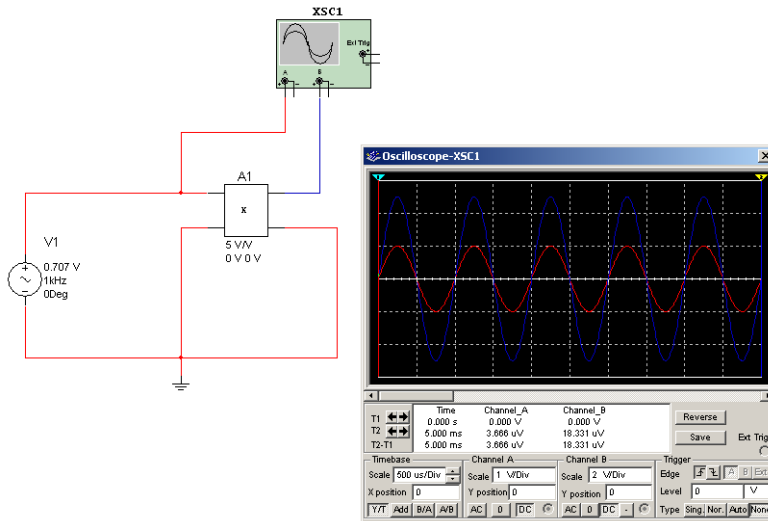 XSC1
Ext Trig
+
A B
+ - + -
A1
X
5 V/V
0 V 0 V
V1
0.707 V
1kHz
0Deg
Oscilloscope-XSC1
1
Time Channel_A Channel_B
T1 0.000 s 0.000 V 0.000 V
T2 5.000 ms 3.666 uV 18.331 uV
T2-T1 5.000 ms 3.666 uV 18.331 uV
Reverse
Save
Ext Trig
Timebase
Scale 500 us/Div
X position 0
Y/T Add B/A A/B
Channel A
Scale 1 V/Div
Y position 0
AC 0 DC
Channel B
Scale 2 V/Div
Y position 0
AC 0 DC -
Trigger
Edge A B Ext
Level 0 V
Type Sing. Nor. Auto None